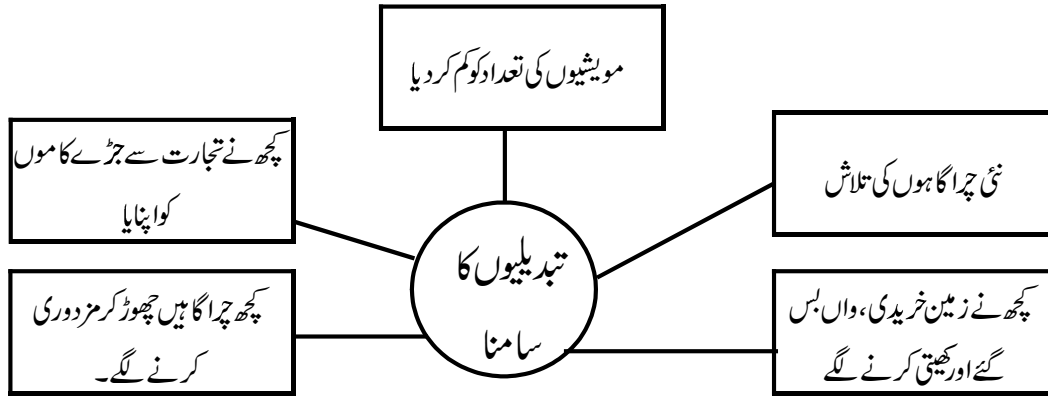 مویشیوں کی تعداد کو کم کر دیا
نئی چراگاہوں کی تلاش
کچھ نے تجارت سے جڑے کاموں
کو اپنایا
تبدیلیوں کا
سامنا
کچھ نے زمین خریدی، واں بس
گئے اور کھیتی کرنے لگے
کچھ چراگاہیں چھوڑ کر مزدوری
کرنے لگے۔